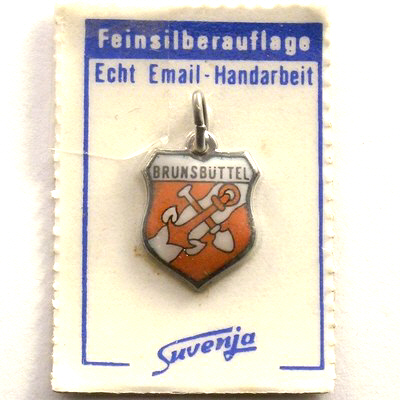 Feinsilberauflage
Echt Email-Handarbeit
BRUNSBÜTTEL
Suvenja